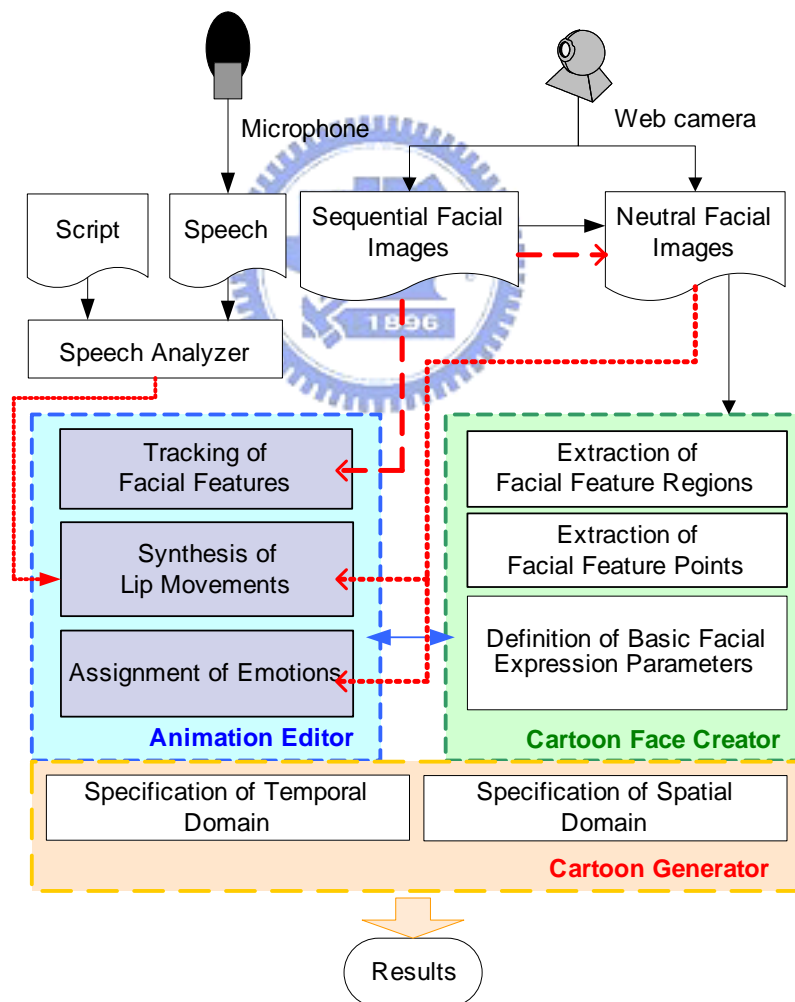 Microphone
Web camera
Script
Speech
Sequential Facial
Images
Neutral Facial
Images
1896
Speech Analyzer
Tracking of
Facial Features
Synthesis of
Lip Movements
Assignment of Emotions
Animation Editor
Extraction of
Facial Feature Regions
Extraction of
Facial Feature Points
Definition of Basic Facial
Expression Parameters
Cartoon Face Creator
Specification of Temporal
Domain
Specification of Spatial
Domain
Cartoon Generator
Results